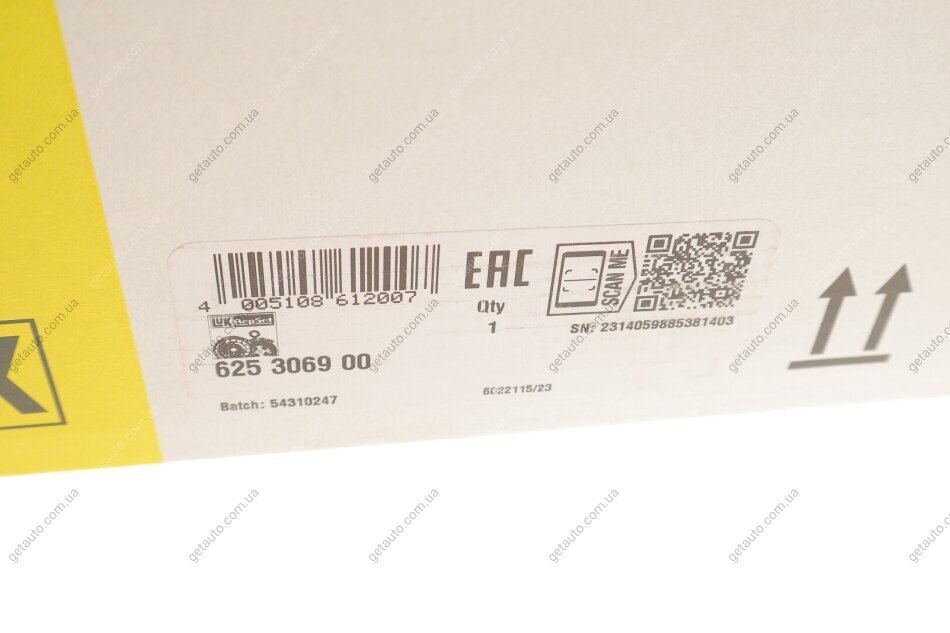 4 005108 612007
EAC
SCAN ME
Qty
1
SN: 2314059885381403
LuK RepSet
625 3069 00
Batch: 54310247
6022115/23
K
getauto.com.ua